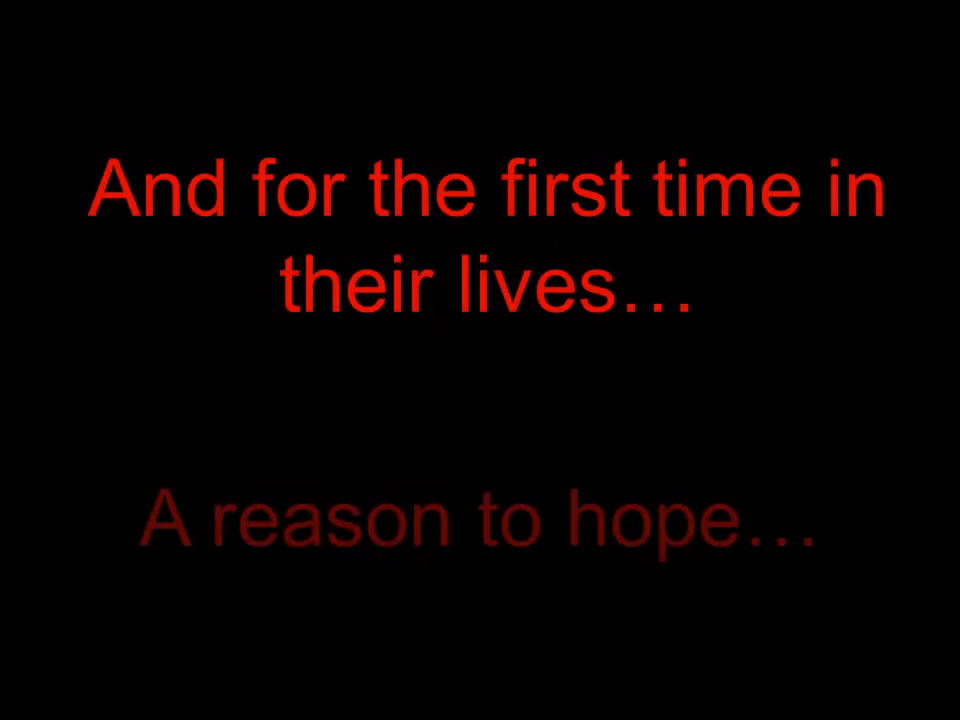 And for the first time in
their lives…
A reason to hope…